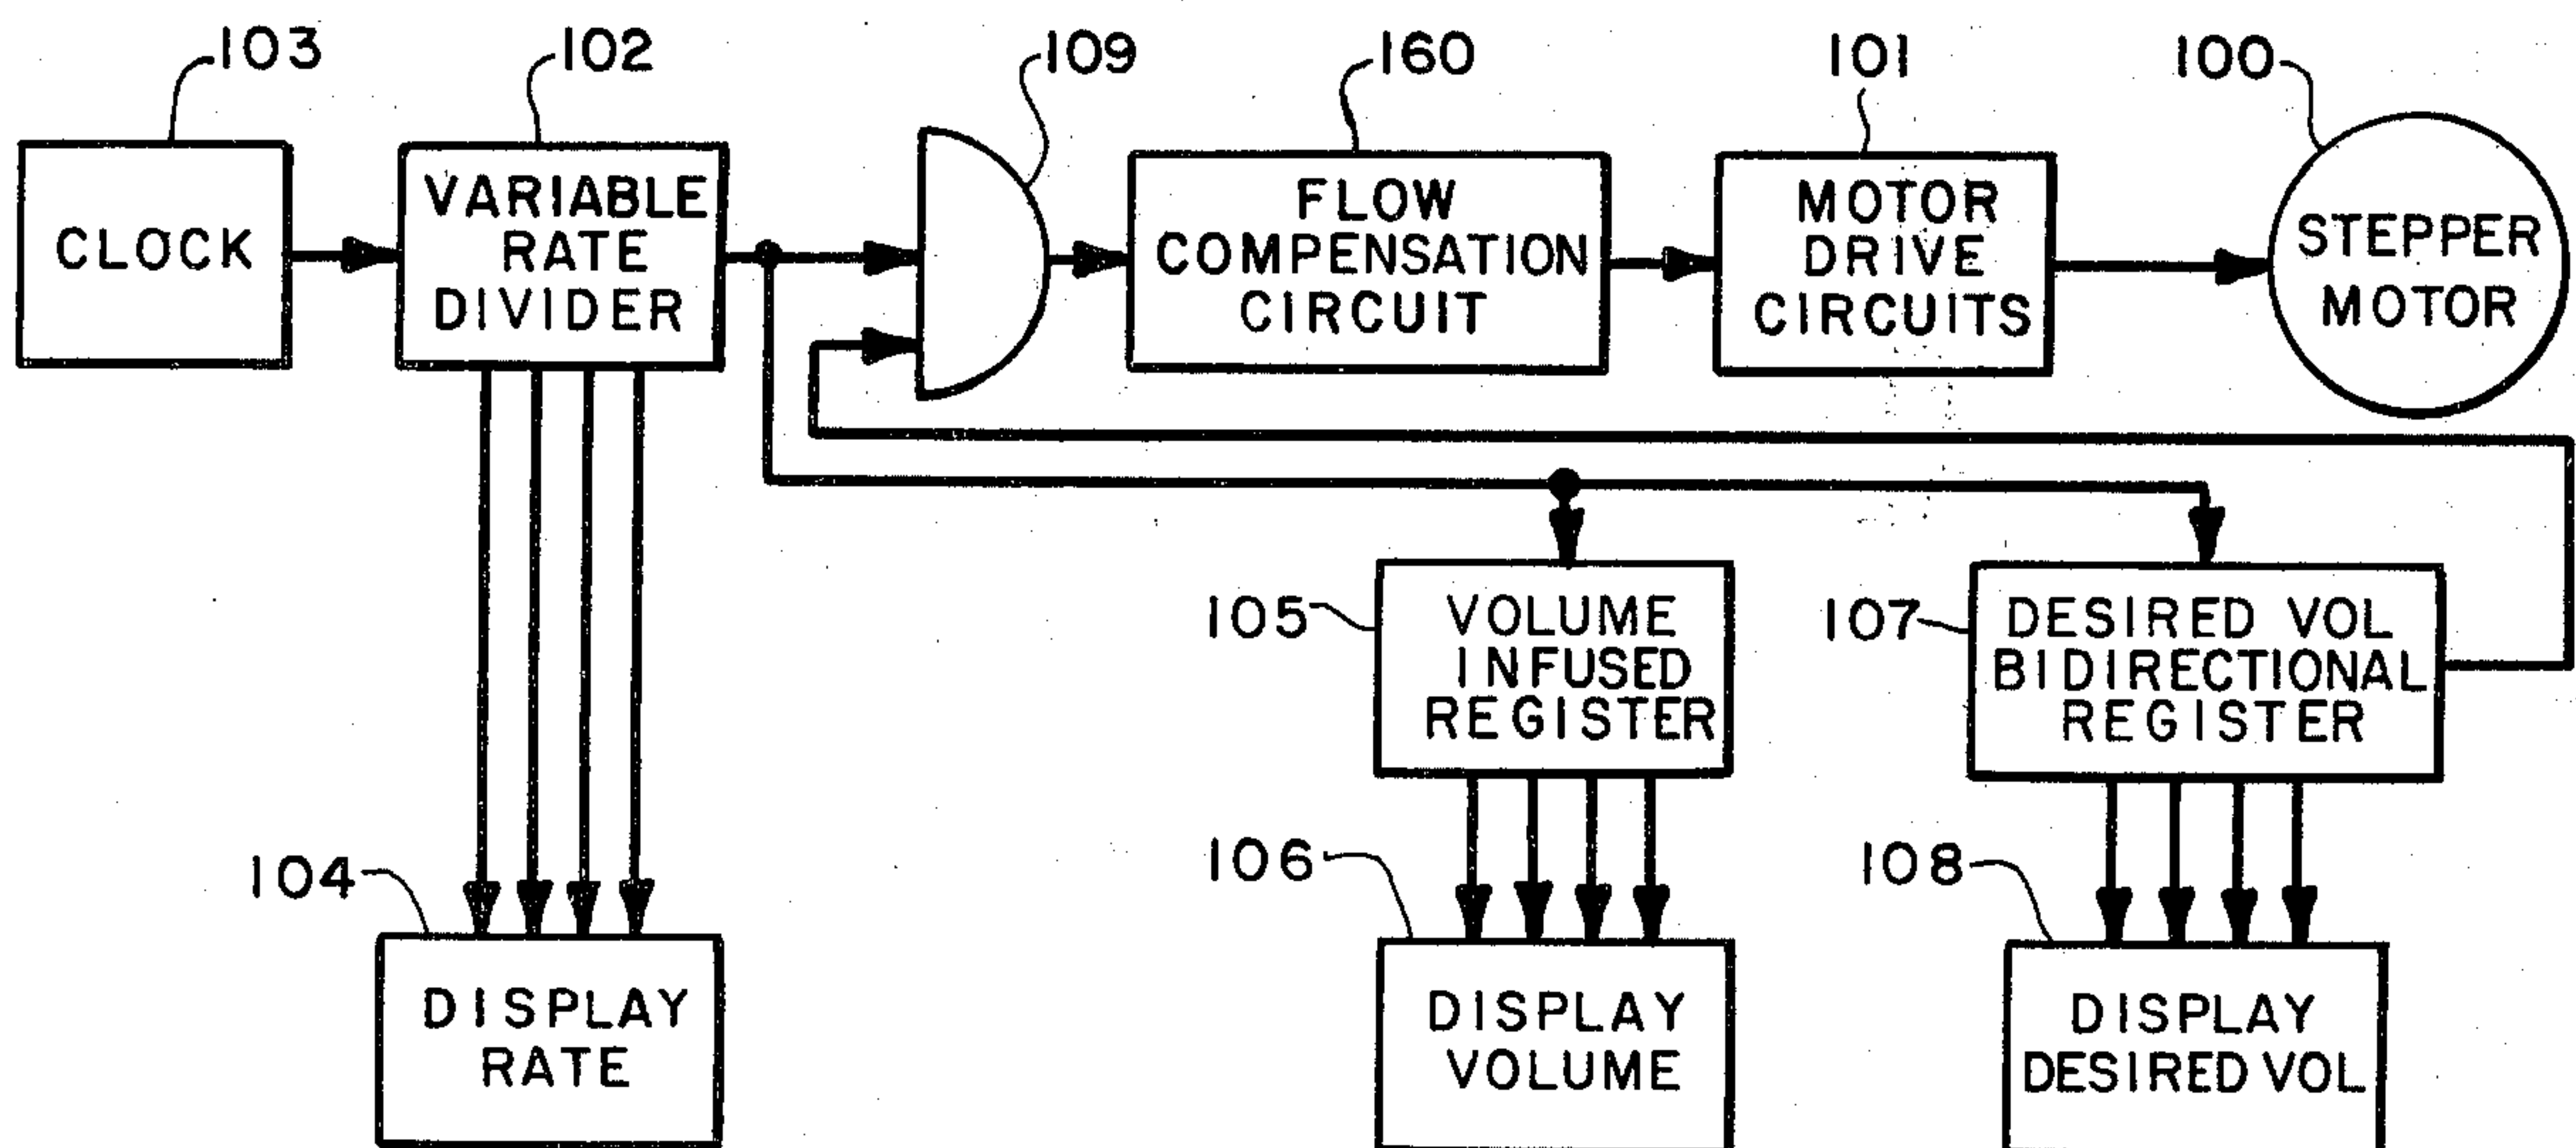 103
102
109
160
101
100
CLOCK
VARIABLE
RATE
DIVIDER
FLOW
COMPENSATION
CIRCUIT
MOTOR
DRIVE
CIRCUITS
STEPPER
MOTOR
105
VOLUME
INFUSED
REGISTER
107
DESIRED VOL
BIDIRECTIONAL
REGISTER
104
106
108
DISPLAY
RATE
DISPLAY
VOLUME
DISPLAY
DESIRED VOL